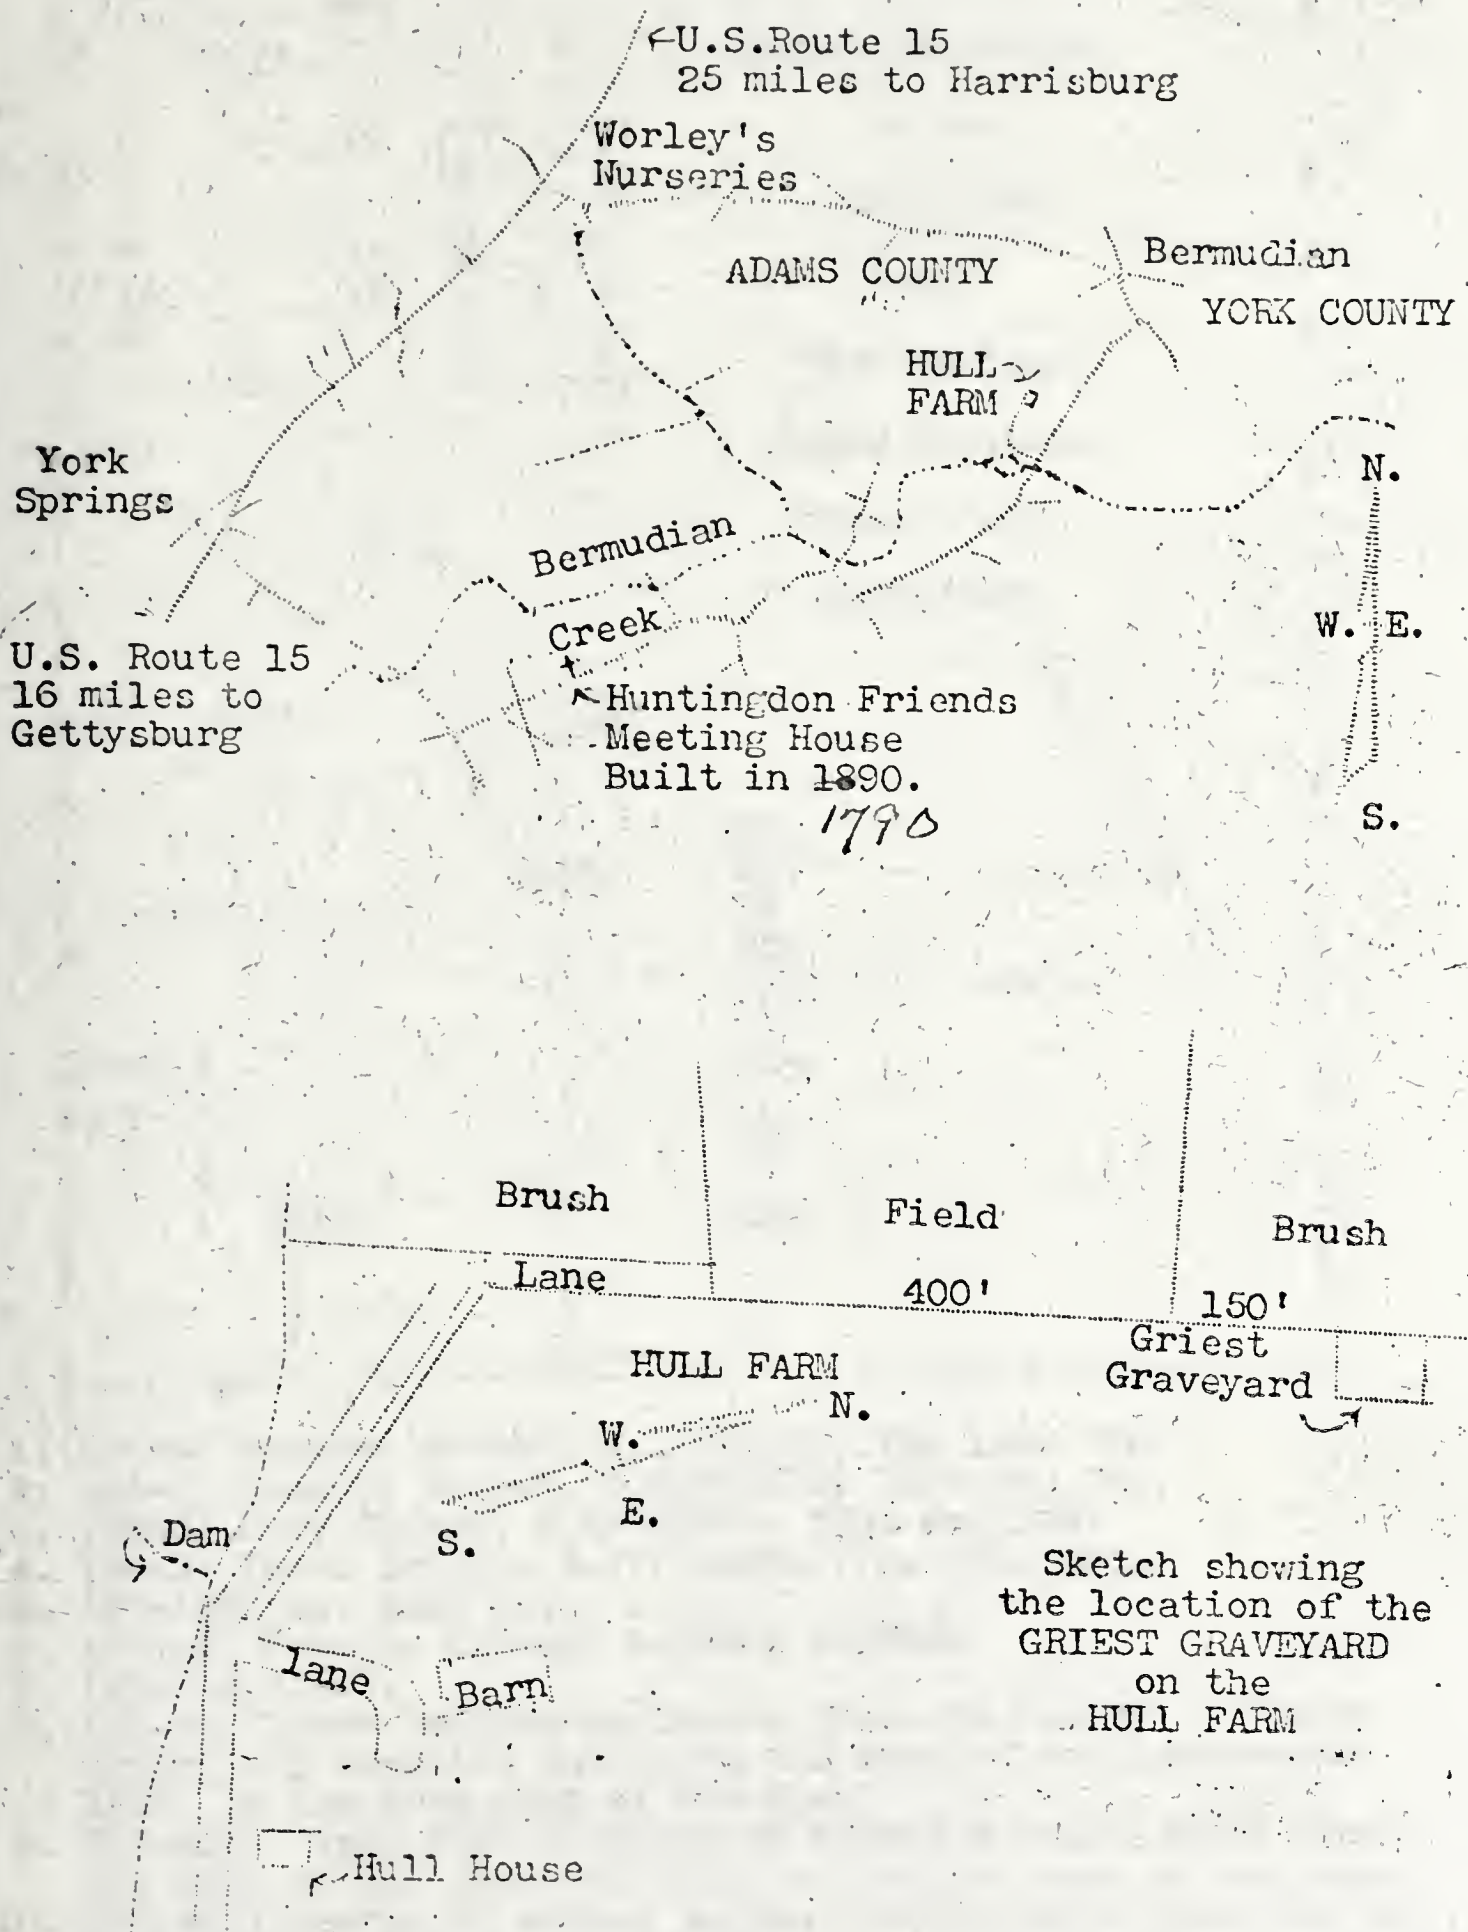 U.S.Route 15
25 miles to Harrisburg
Worley's
Nurseries
ADAMS COUNTY
Bermudian
YORK COUNTY
HULL
FARM
York
Springs
N.
W. E.
S.
Bermudian
Creek
U.S. Route 15
16 miles to
Gettysburg
Huntingdon Friends
Meeting House
Built in 1890.
1790
Brush
Field
Brush
Lane
400'
150'
Griest
Graveyard
HULL FARM
N.
W.
E.
S.
Dam
Sketch showing
the location of the
GRIEST GRAVEYARD
on the
HULL FARM
lane
Barn
Hull House